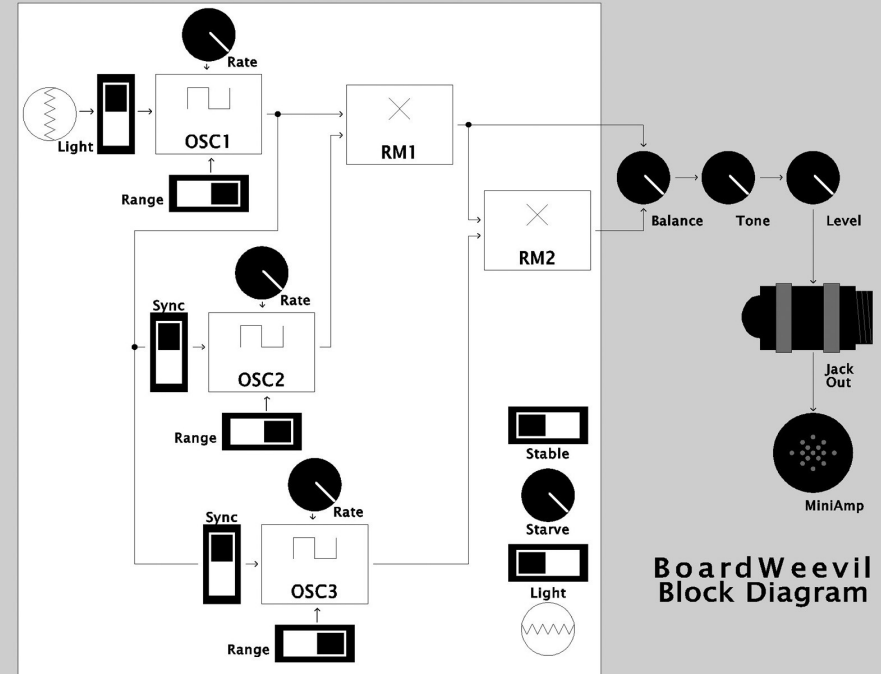 Rate
Light
OSC1
RM1
Range
Balance
Tone
Level
RM2
Rate
Sync
OSC2
Jack
Out
Range
Stable
MiniAmp
Rate
Sync
Starve
BoardWeevil
Block Diagram
OSC3
Light
Range